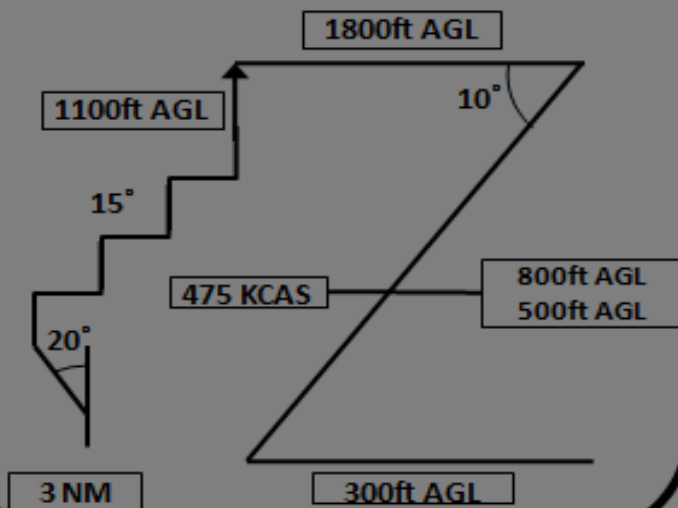 1800ft AGL
1100ft AGL
10°
15°
475 KCAS
800ft AGL
500ft AGL
20°
3 NM
300ft AGL